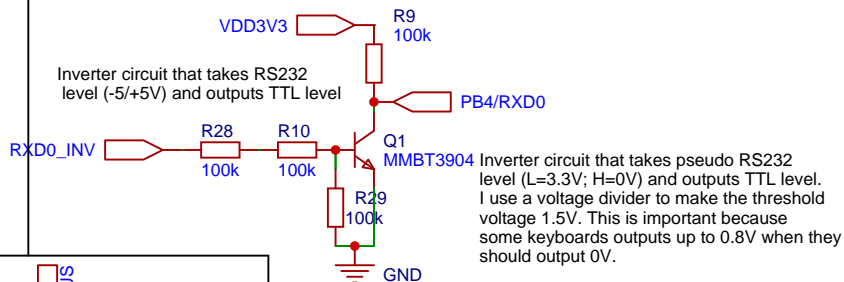 R9
VDD3V3
100k
Inverter circuit that takes RS232
level (-5/+5V) and outputs TTL level
PB4/RXD0
R28
R10
Q1
RXD0_INV
MMBT3904
100k
100k
Inverter circuit that takes pseudo RS232
level (L=3.3V; H=0V) and outputs TTL level.
I use a voltage divider to make the threshold
voltage 1.5V. This is important because
some keyboards outputs up to 0.8V when they
should output 0V.
R29
100k
GND
US